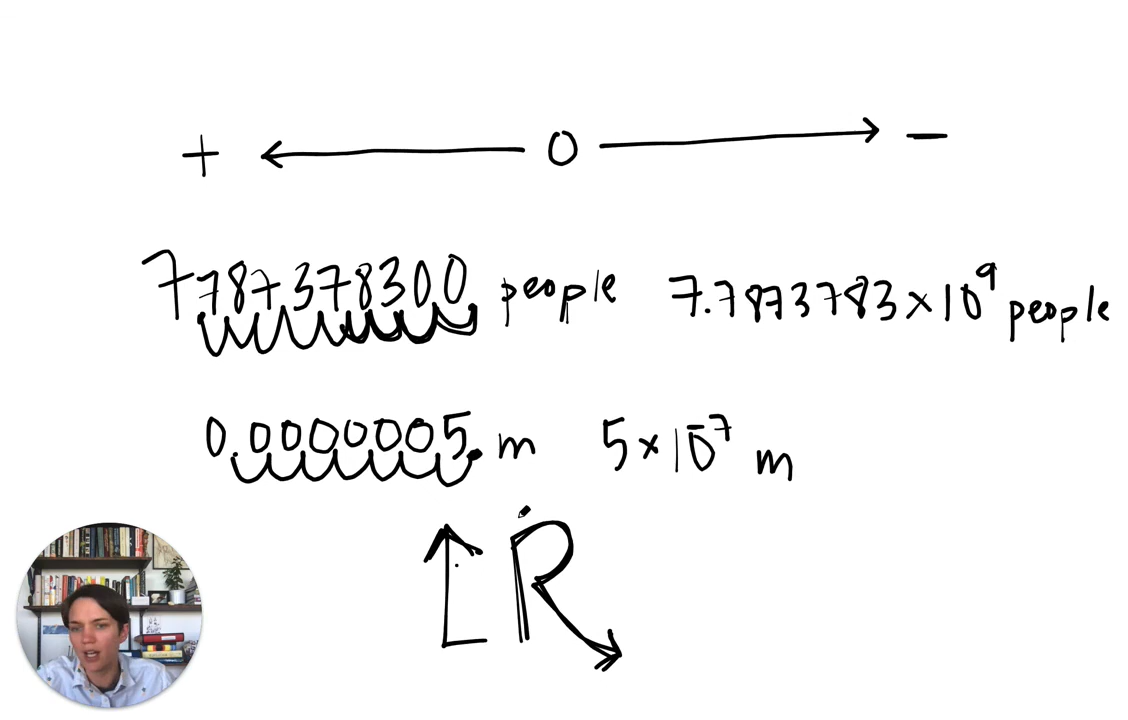 + ← 0 → −
7787378300 people 7.7873783×10⁹ people
0.0000005. m 5×10⁻⁷ m
L R